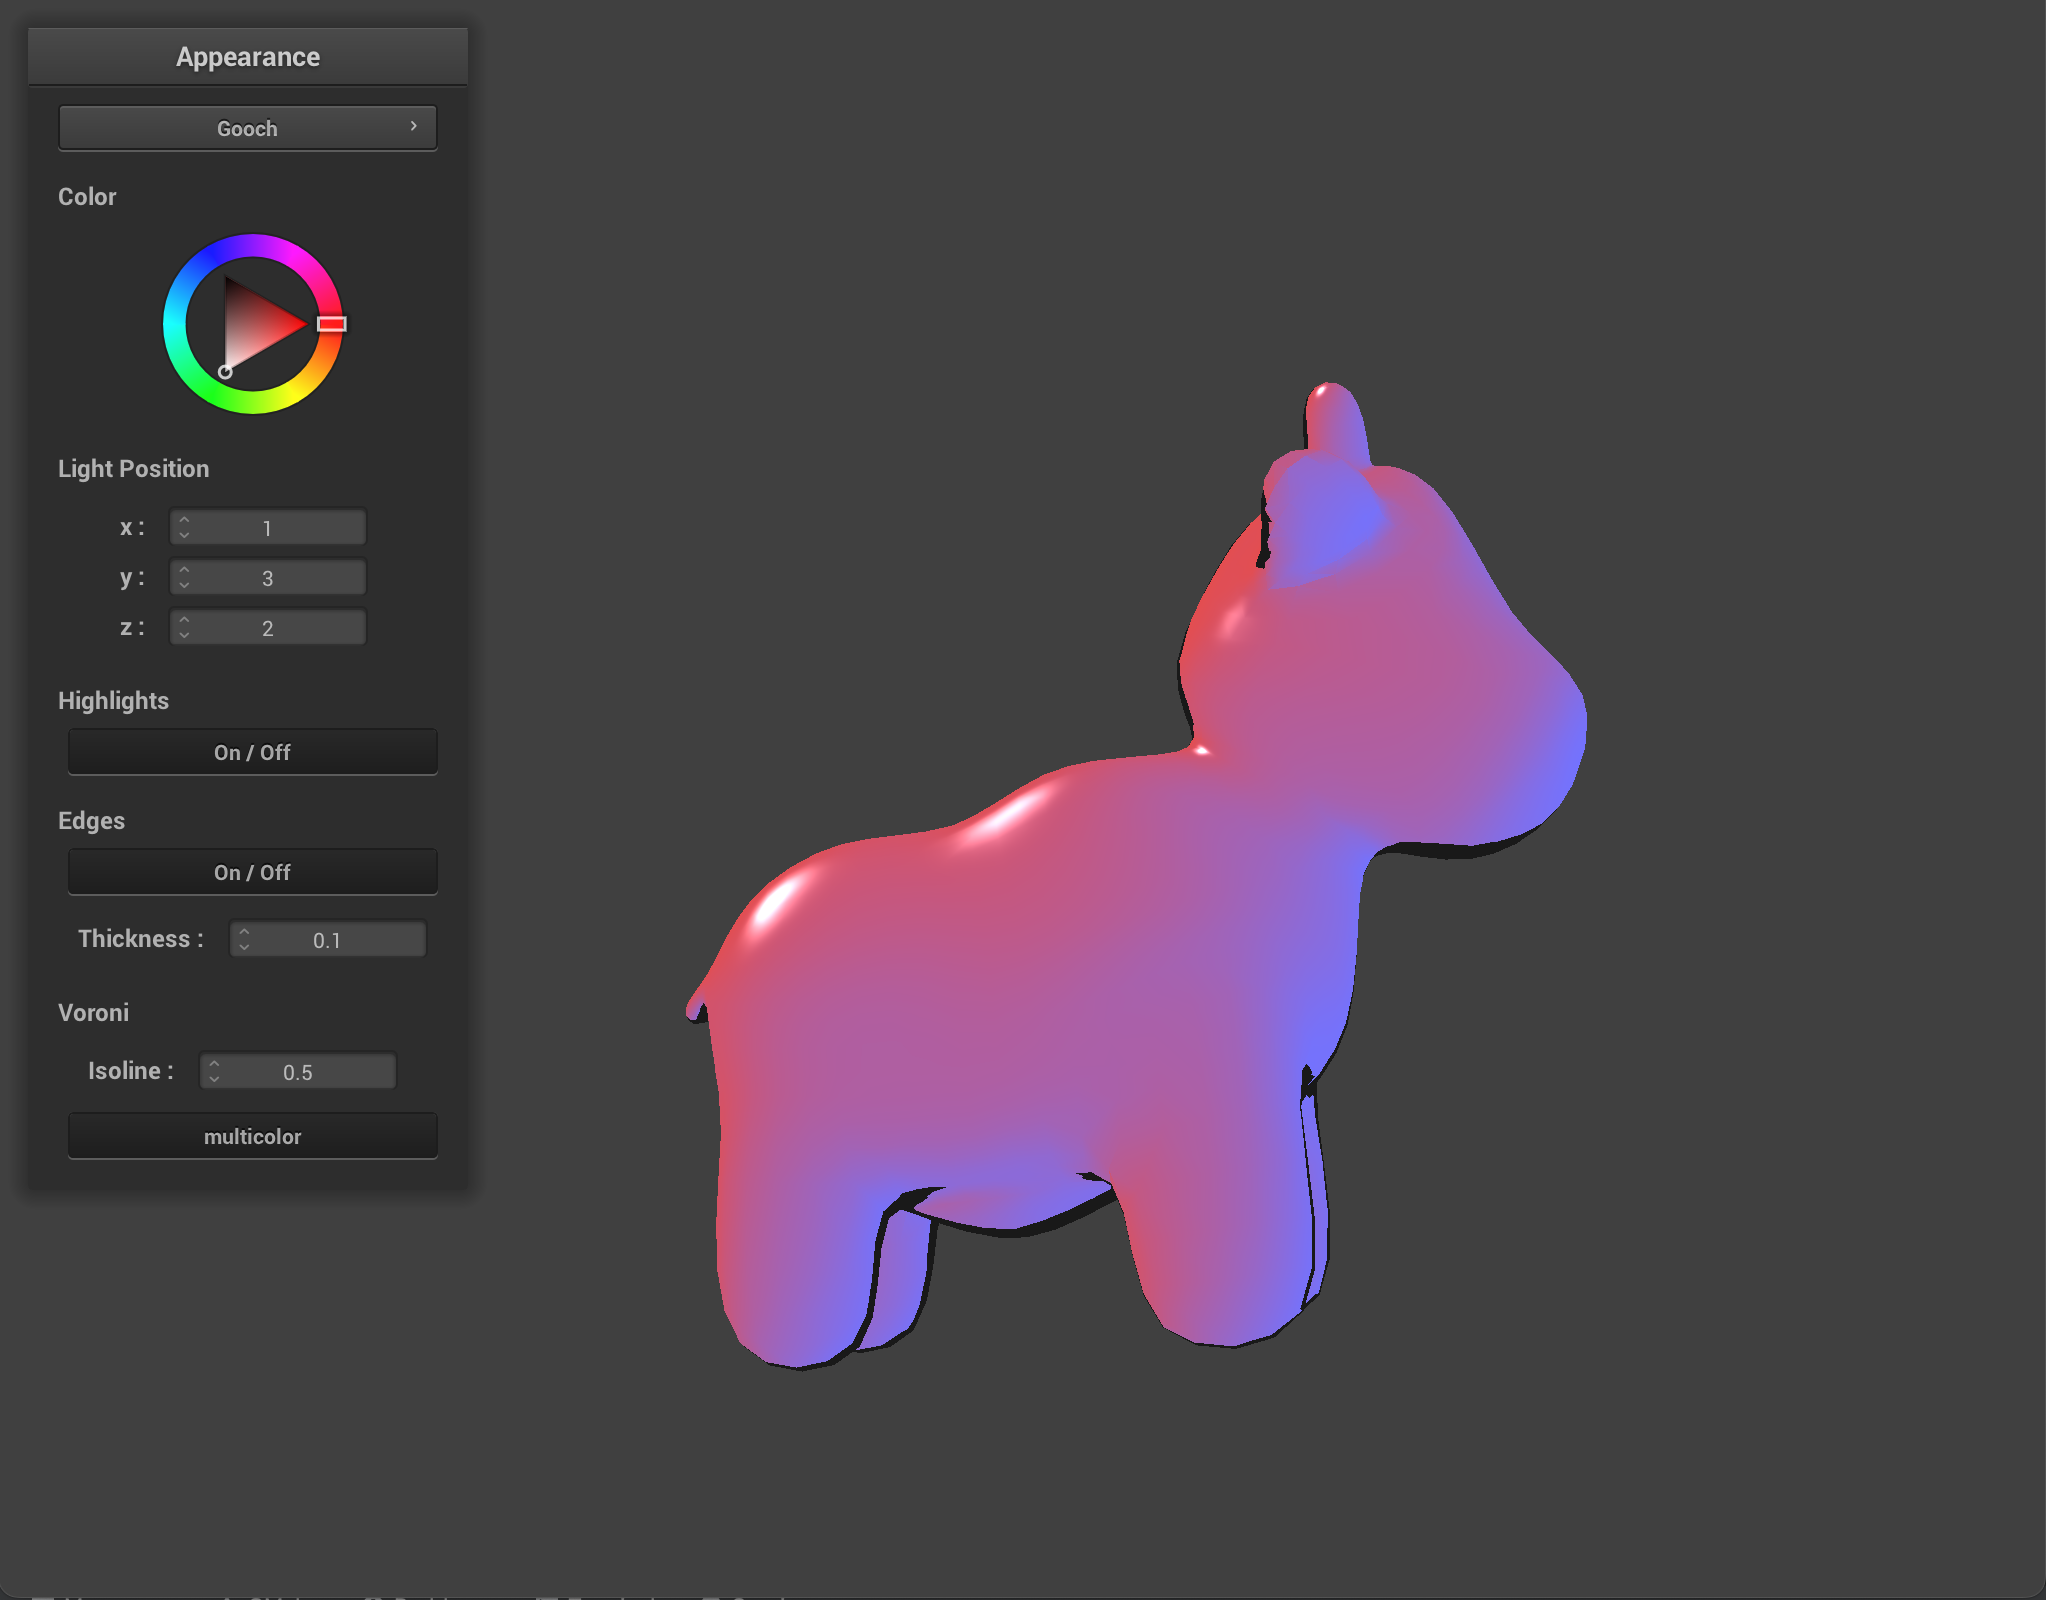 Appearance
Gooch
Color
Light Position
x : 1
y : 3
z : 2
Highlights
On / Off
Edges
On / Off
Thickness : 0.1
Voroni
Isoline : 0.5
multicolor